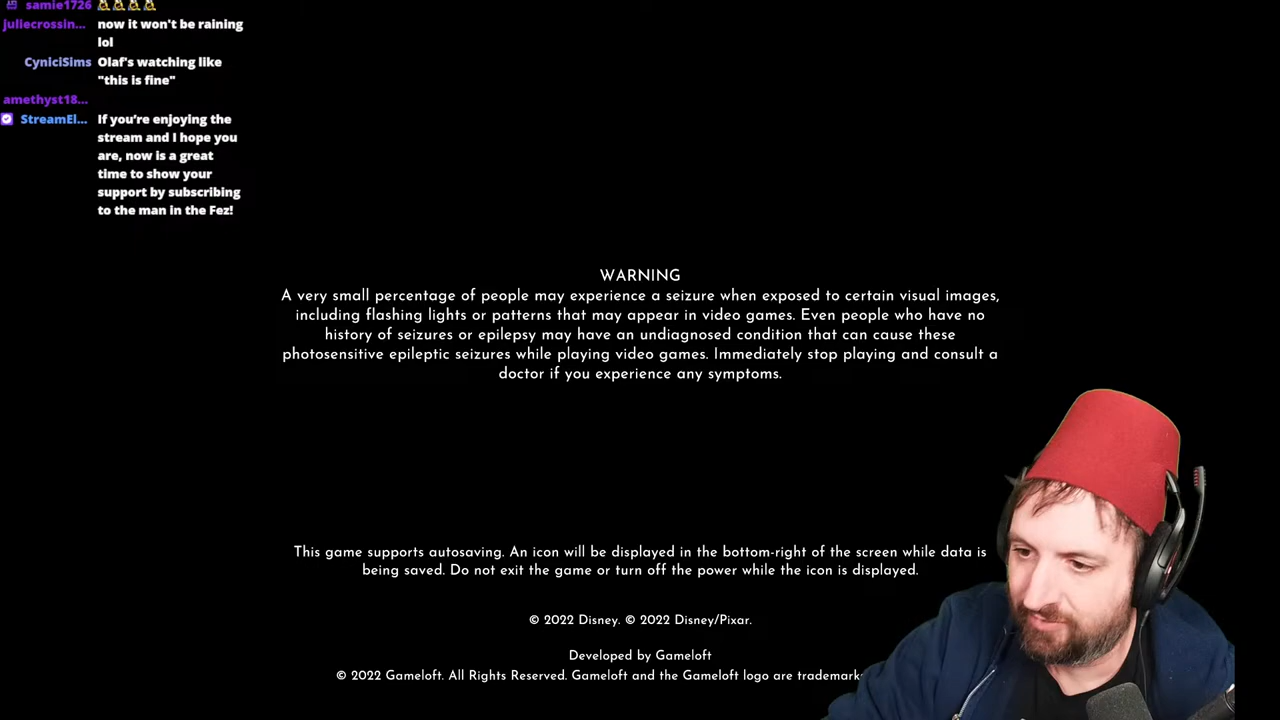 samie1726
juliecrossin... now it won't be raining
lol
CyniciSims Olaf's watching like
"this is fine"
amethyst18...
StreamEl... If you're enjoying the
stream and I hope you
are, now is a great
time to show your
support by subscribing
to the man in the Fez!
WARNING
A very small percentage of people may experience a seizure when exposed to certain visual images,
including flashing lights or patterns that may appear in video games. Even people who have no
history of seizures or epilepsy may have an undiagnosed condition that can cause these
photosensitive epileptic seizures while playing video games. Immediately stop playing and consult a
doctor if you experience any symptoms.
This game supports autosaving. An icon will be displayed in the bottom-right of the screen while data is
being saved. Do not exit the game or turn off the power while the icon is displayed.
© 2022 Disney. © 2022 Disney/Pixar.
Developed by Gameloft
© 2022 Gameloft. All Rights Reserved. Gameloft and the Gameloft logo are trademark